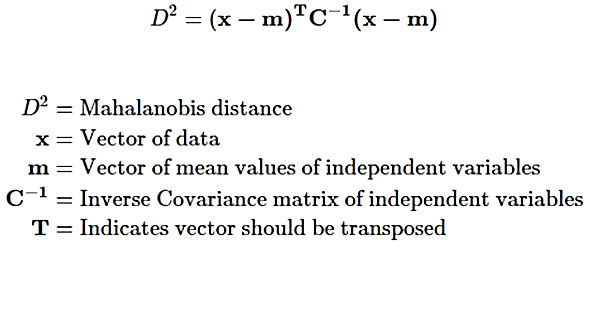 D² = (x − m)ᵀ C⁻¹ (x − m)
D² = Mahalanobis distance
x = Vector of data
m = Vector of mean values of independent variables
C⁻¹ = Inverse Covariance matrix of independent variables
T = Indicates vector should be transposed